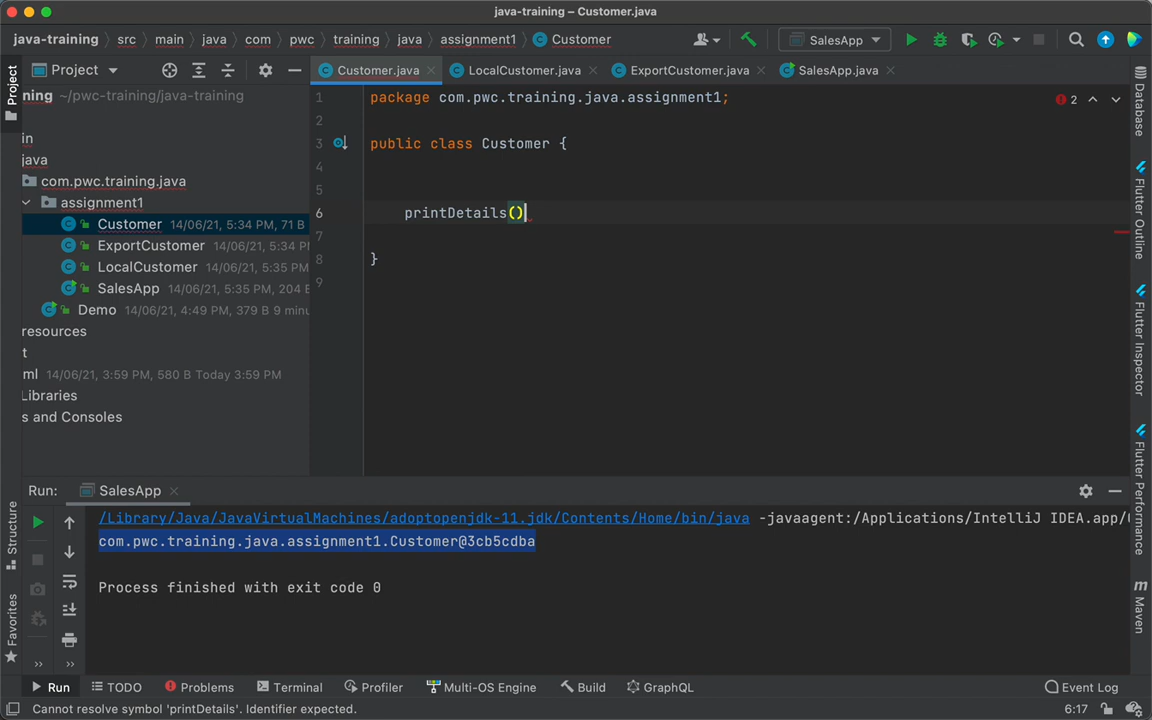 java-training – Customer.java
java-training src main java com pwc training java assignment1 Customer SalesApp
Project
Customer.java LocalCustomer.java ExportCustomer.java SalesApp.java
ning ~/pwc-training/java-training
in
java
com.pwc.training.java
assignment1
Customer 14/06/21, 5:34 PM, 71 B
ExportCustomer 14/06/21, 5:34 PM
LocalCustomer 14/06/21, 5:35 PM,
SalesApp 14/06/21, 5:35 PM, 204 B
Demo 14/06/21, 4:49 PM, 379 B 9 minu
resources
t
ml 14/06/21, 3:59 PM, 580 B Today 3:59 PM
Libraries
s and Consoles
1 package com.pwc.training.java.assignment1;
2
3 public class Customer {
4
5
6 printDetails()
7
8 }
9
2
Project
Structure
Favorites
Database
Flutter Outline
Flutter Inspector
Flutter Performance
m Maven
Run: SalesApp
/Library/Java/JavaVirtualMachines/adoptopenjdk-11.jdk/Contents/Home/bin/java -javaagent:/Applications/IntelliJ IDEA.app/
com.pwc.training.java.assignment1.Customer@3cb5cdba
Process finished with exit code 0
Run TODO Problems Terminal Profiler Multi-OS Engine Build GraphQL Event Log
Cannot resolve symbol 'printDetails'. Identifier expected. 6:17